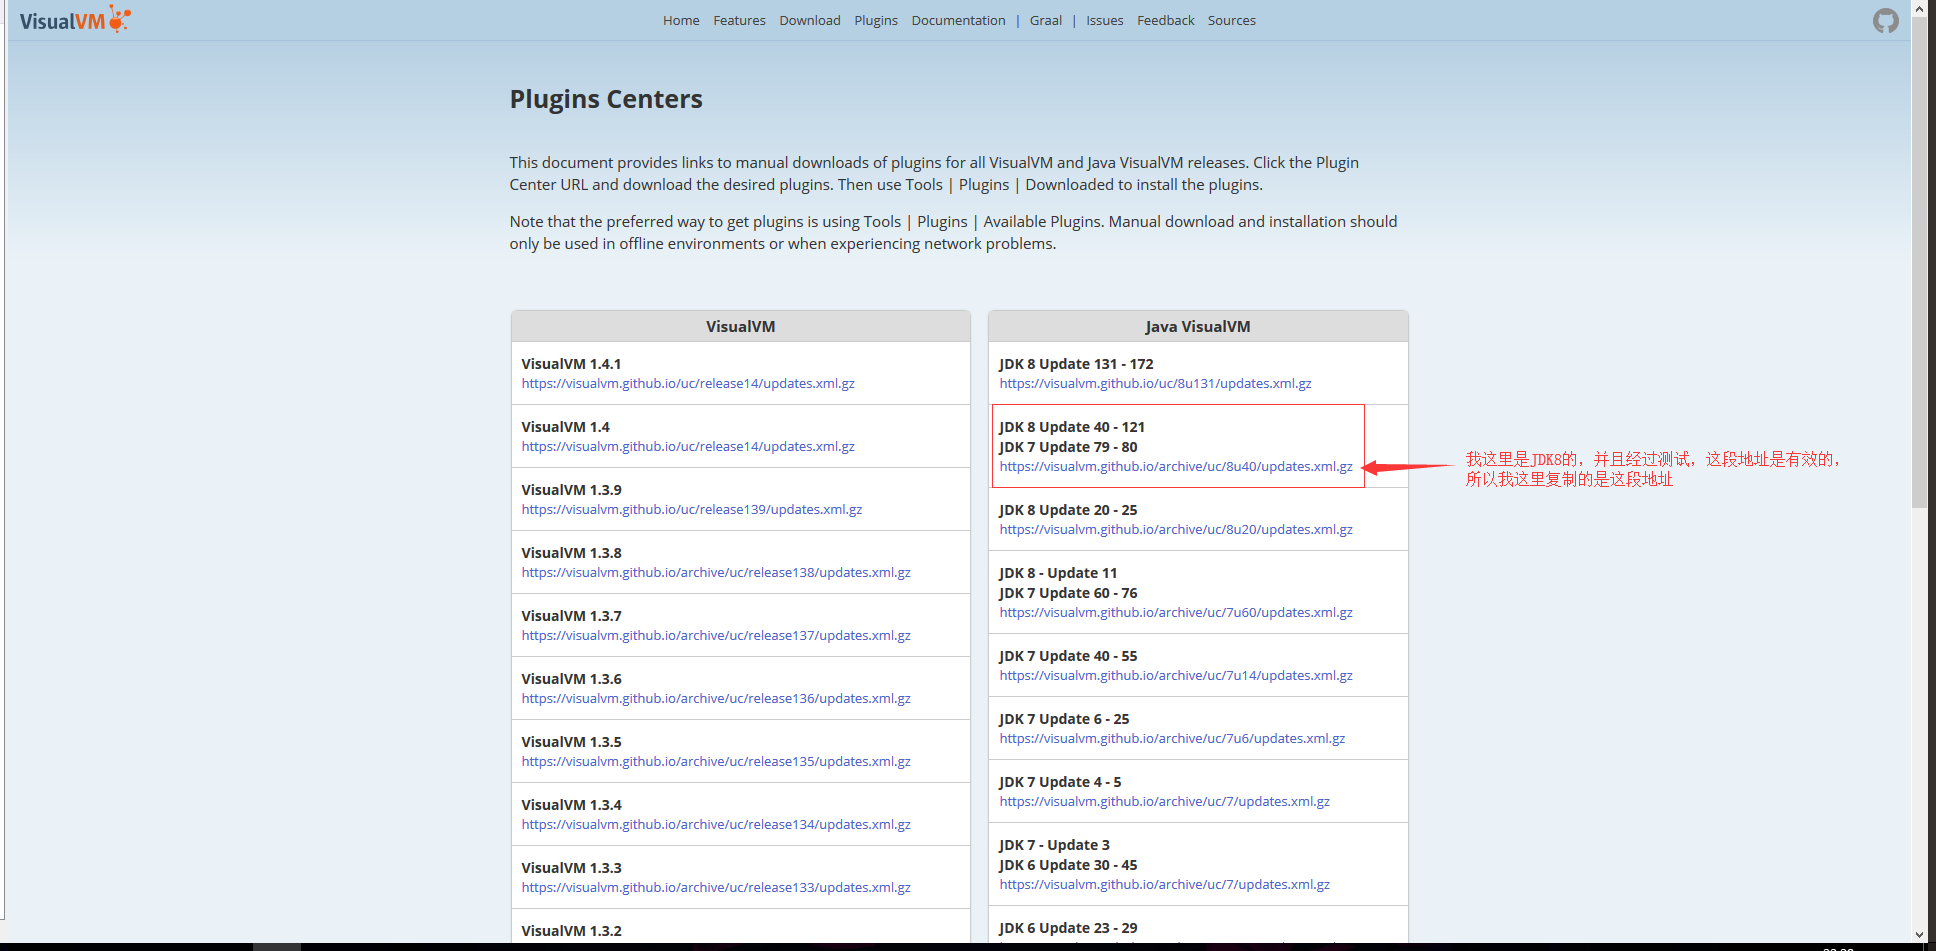 VisualVM
Home Features Download Plugins Documentation | Graal | Issues Feedback Sources
Plugins Centers
This document provides links to manual downloads of plugins for all VisualVM and Java VisualVM releases. Click the Plugin
Center URL and download the desired plugins. Then use Tools | Plugins | Downloaded to install the plugins.
Note that the preferred way to get plugins is using Tools | Plugins | Available Plugins. Manual download and installation should
only be used in offline environments or when experiencing network problems.
VisualVM
VisualVM 1.4.1
https://visualvm.github.io/uc/release14/updates.xml.gz
VisualVM 1.4
https://visualvm.github.io/uc/release14/updates.xml.gz
VisualVM 1.3.9
https://visualvm.github.io/uc/release139/updates.xml.gz
VisualVM 1.3.8
https://visualvm.github.io/archive/uc/release138/updates.xml.gz
VisualVM 1.3.7
https://visualvm.github.io/archive/uc/release137/updates.xml.gz
VisualVM 1.3.6
https://visualvm.github.io/archive/uc/release136/updates.xml.gz
VisualVM 1.3.5
https://visualvm.github.io/archive/uc/release135/updates.xml.gz
VisualVM 1.3.4
https://visualvm.github.io/archive/uc/release134/updates.xml.gz
VisualVM 1.3.3
https://visualvm.github.io/archive/uc/release133/updates.xml.gz
VisualVM 1.3.2
Java VisualVM
JDK 8 Update 131 - 172
https://visualvm.github.io/uc/8u131/updates.xml.gz
JDK 8 Update 40 - 121
JDK 7 Update 79 - 80
https://visualvm.github.io/archive/uc/8u40/updates.xml.gz
JDK 8 Update 20 - 25
https://visualvm.github.io/archive/uc/8u20/updates.xml.gz
JDK 8 - Update 11
JDK 7 Update 60 - 76
https://visualvm.github.io/archive/uc/7u60/updates.xml.gz
JDK 7 Update 40 - 55
https://visualvm.github.io/archive/uc/7u14/updates.xml.gz
JDK 7 Update 6 - 25
https://visualvm.github.io/archive/uc/7u6/updates.xml.gz
JDK 7 Update 4 - 5
https://visualvm.github.io/archive/uc/7/updates.xml.gz
JDK 7 - Update 3
JDK 6 Update 30 - 45
https://visualvm.github.io/archive/uc/7/updates.xml.gz
JDK 6 Update 23 - 29
我这里是JDK8的，并且经过测试，这段地址是有效的，
所以我这里复制的是这段地址